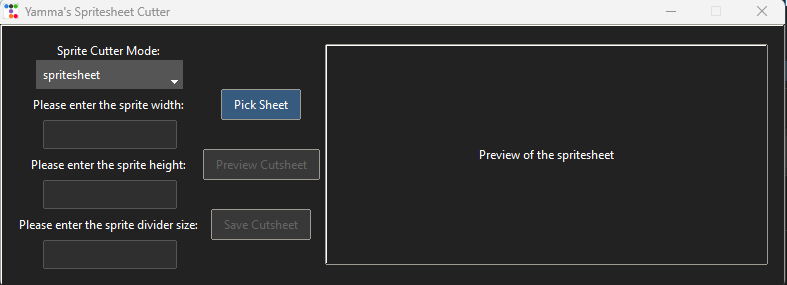 Yamma's Spritesheet Cutter
Sprite Cutter Mode:
spritesheet
Please enter the sprite width:
Pick Sheet
Please enter the sprite height:
Preview Cutsheet
Please enter the sprite divider size:
Save Cutsheet
Preview of the spritesheet